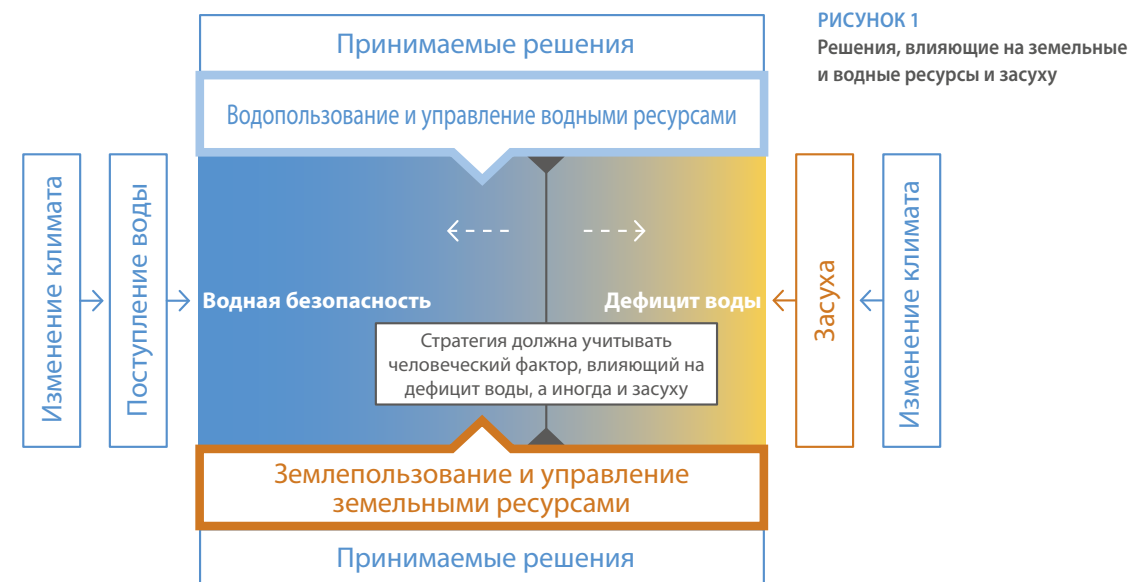 РИСУНОК 1
Решения, влияющие на земельные
и водные ресурсы и засуху
Принимаемые решения
Водопользование и управление водными ресурсами
Изменение климата
Поступление воды
Водная безопасность
Дефицит воды
Засуха
Изменение климата
Стратегия должна учитывать
человеческий фактор, влияющий на
дефицит воды, а иногда и засуху
Землепользование и управление
земельными ресурсами
Принимаемые решения